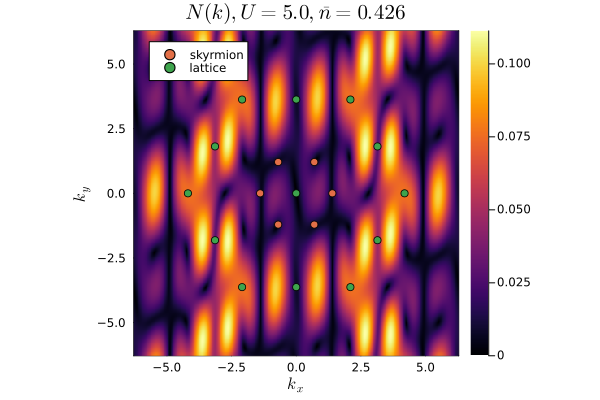 N(k), U = 5.0, n̄ = 0.426
skyrmion
lattice
5.0
2.5
0.0
−2.5
−5.0
k_y
−5.0 −2.5 0.0 2.5 5.0
k_x
0.100
0.075
0.050
0.025
0